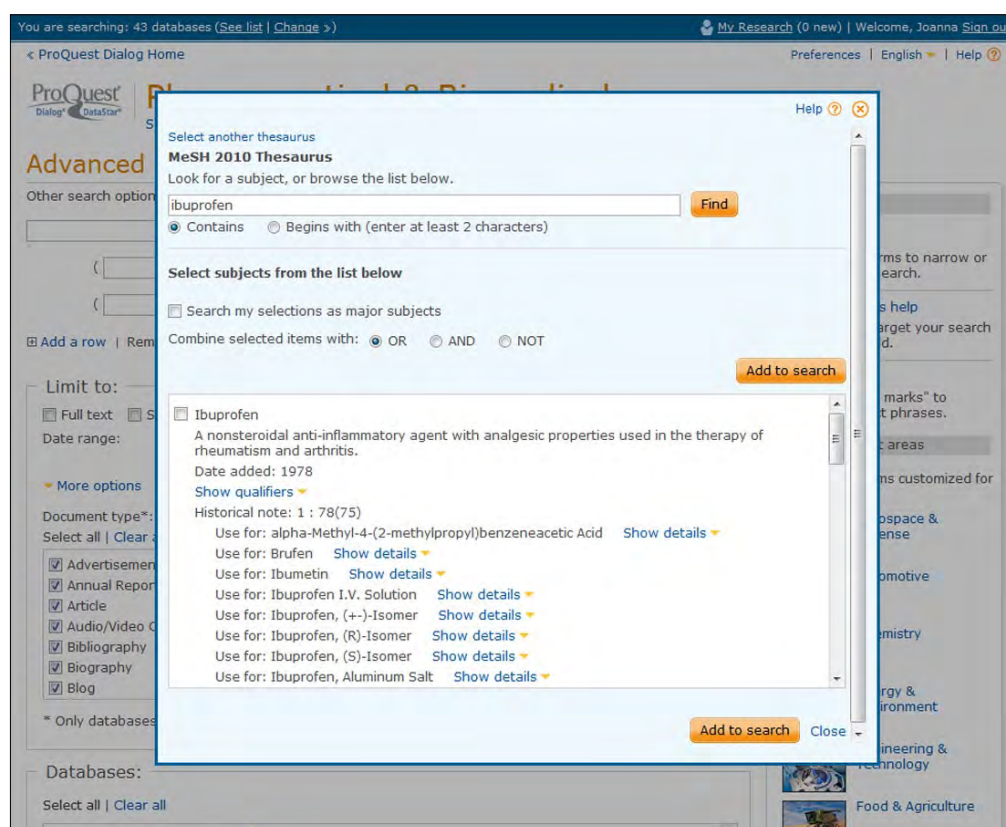 You are searching: 43 databases (See list | Change >)
My Research (0 new) | Welcome, Joanna Sign ou
< ProQuest Dialog Home
Preferences | English | Help ?
ProQuest
Dialog DataStar
Help ?
Select another thesaurus
MeSH 2010 Thesaurus
Look for a subject, or browse the list below.
ibuprofen
Find
Contains
Begins with (enter at least 2 characters)
Select subjects from the list below
Search my selections as major subjects
Combine selected items with: OR AND NOT
Add to search
Ibuprofen
A nonsteroidal anti-inflammatory agent with analgesic properties used in the therapy of
rheumatism and arthritis.
Date added: 1978
Show qualifiers
Historical note: 1 : 78(75)
Use for: alpha-Methyl-4-(2-methylpropyl)benzeneacetic Acid Show details
Use for: Brufen Show details
Use for: Ibumetin Show details
Use for: Ibuprofen I.V. Solution Show details
Use for: Ibuprofen, (+-)-Isomer Show details
Use for: Ibuprofen, (R)-Isomer Show details
Use for: Ibuprofen, (S)-Isomer Show details
Use for: Ibuprofen, Aluminum Salt Show details
Add to search Close
Advanced
Other search option
(
(
Add a row | Rem
Limit to:
Full text S
Date range:
More options
Document type*:
Select all | Clear a
Advertisemen
Annual Repor
Article
Audio/Video C
Bibliography
Biography
Blog
* Only databases
Databases:
Select all | Clear all
rms to narrow or
earch.
s help
arget your search
d.
marks" to
t phrases.
t areas
ms customized for
ospace &
ense
omotive
emistry
rgy &
ironment
ineering &
Technology
Food & Agriculture